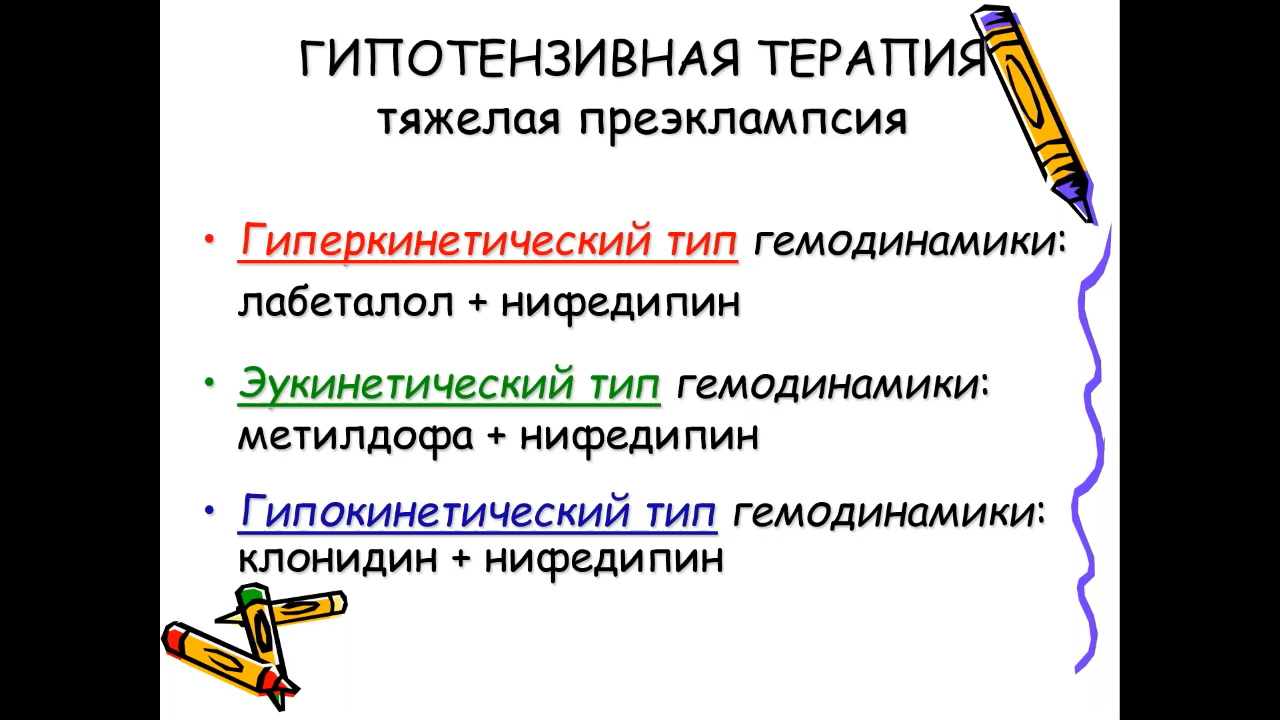 ГИПОТЕНЗИВНАЯ ТЕРАПИЯ
тяжелая преэклампсия
• Гиперкинетический тип гемодинамики:
лабеталол + нифедипин
• Эукинетический тип гемодинамики:
метилдофа + нифедипин
• Гипокинетический тип гемодинамики:
клонидин + нифедипин